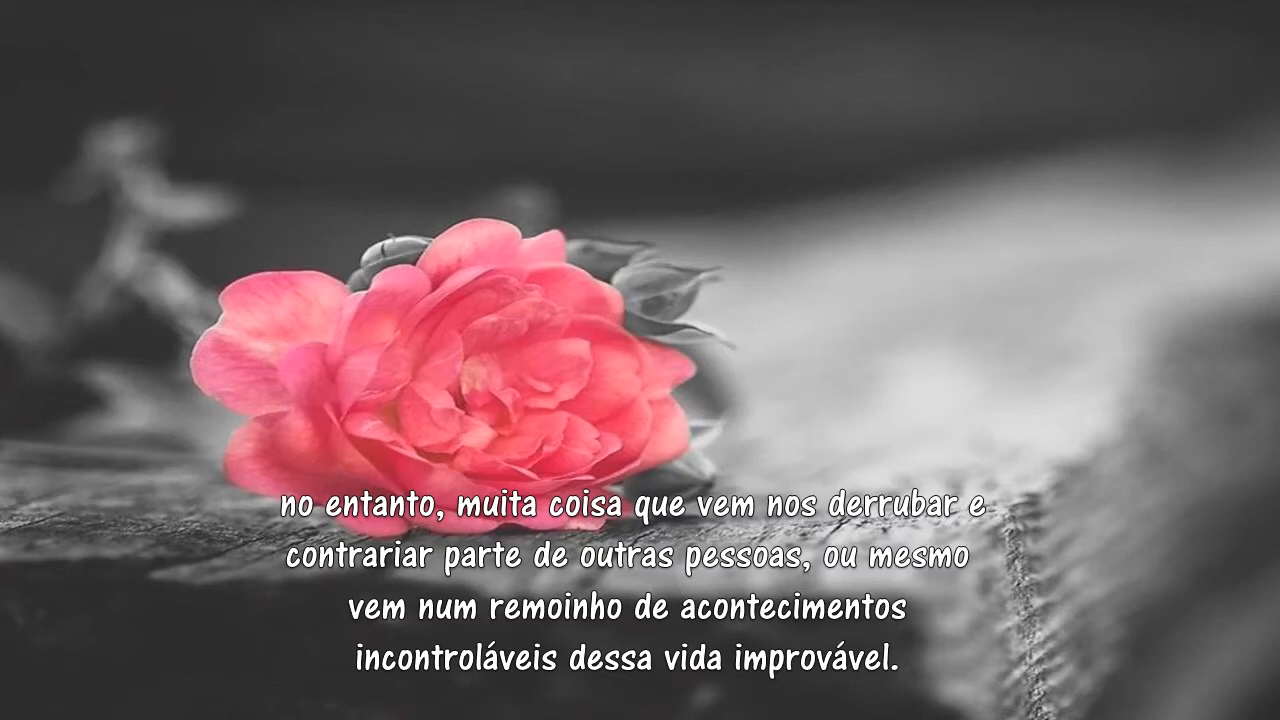 no entanto, muita coisa que vem nos derrubar e
contrariar parte de outras pessoas, ou mesmo
vem num remoinho de acontecimentos
incontroláveis dessa vida improvável.